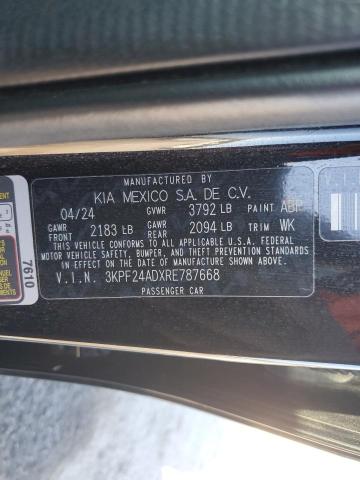 MANUFACTURED BY
KIA MEXICO S.A. DE C.V.
04/24 GVWR 3792 LB PAINT ABP
GAWR FRONT 2183 LB GAWR REAR 2094 LB TRIM WK
THIS VEHICLE CONFORMS TO ALL APPLICABLE U.S.A. FEDERAL
MOTOR VEHICLE SAFETY, BUMPER, AND THEFT PREVENTION
STANDARDS IN EFFECT ON THE DATE OF MANUFACTURE SHOWN ABOVE.
V.I.N. 3KPF24ADXRE787668
PASSENGER CAR
7610